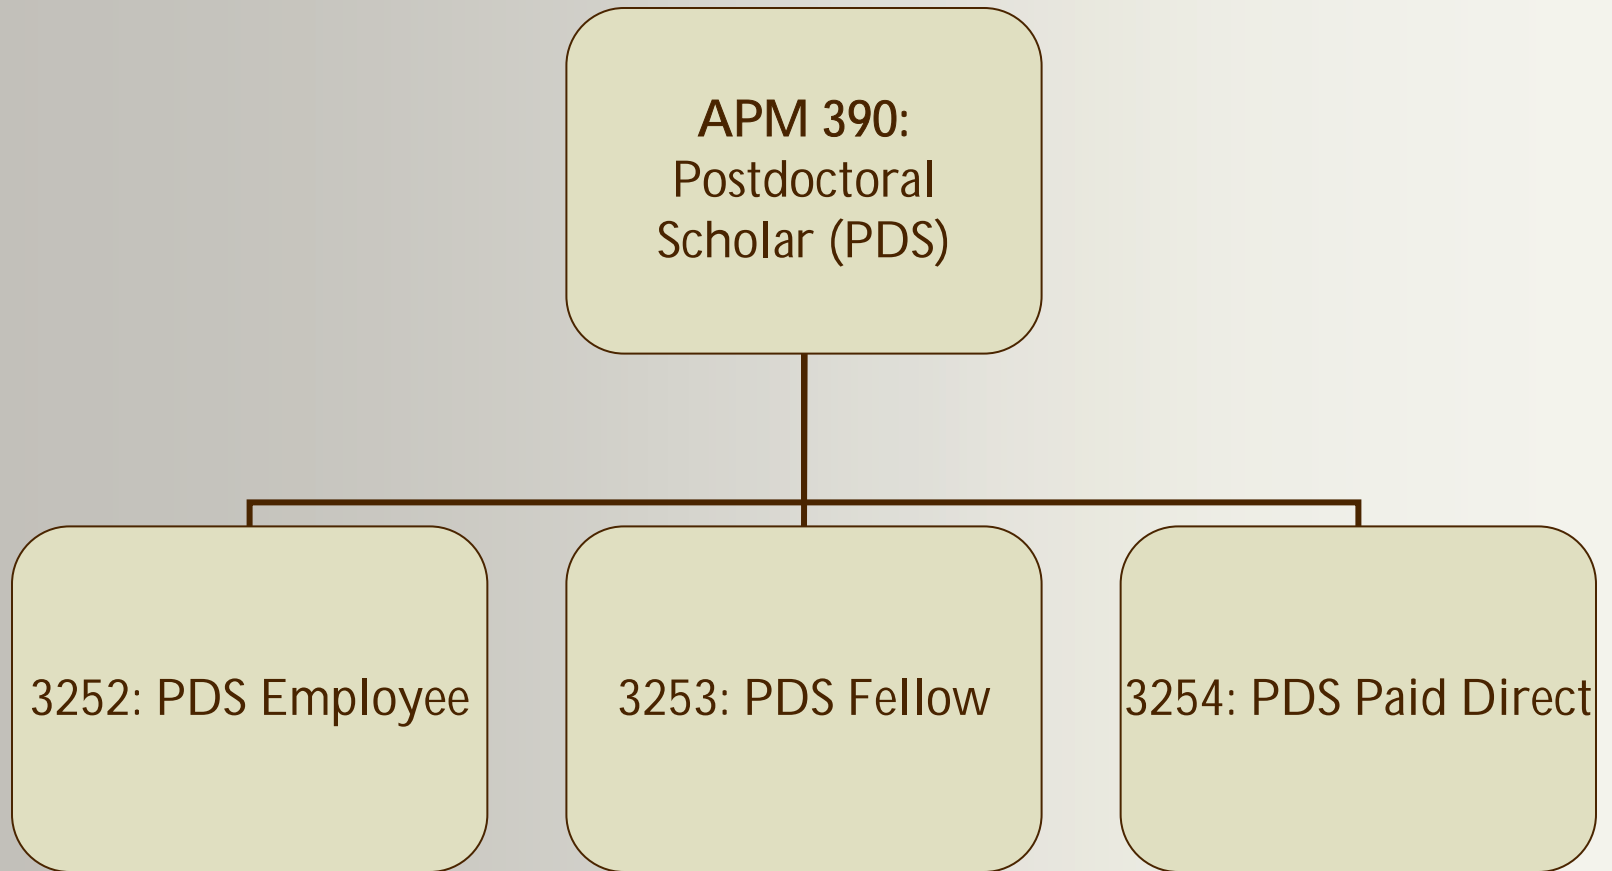 APM 390:
Postdoctoral
Scholar (PDS)
3252: PDS Employee
3253: PDS Fellow
3254: PDS Paid Direct